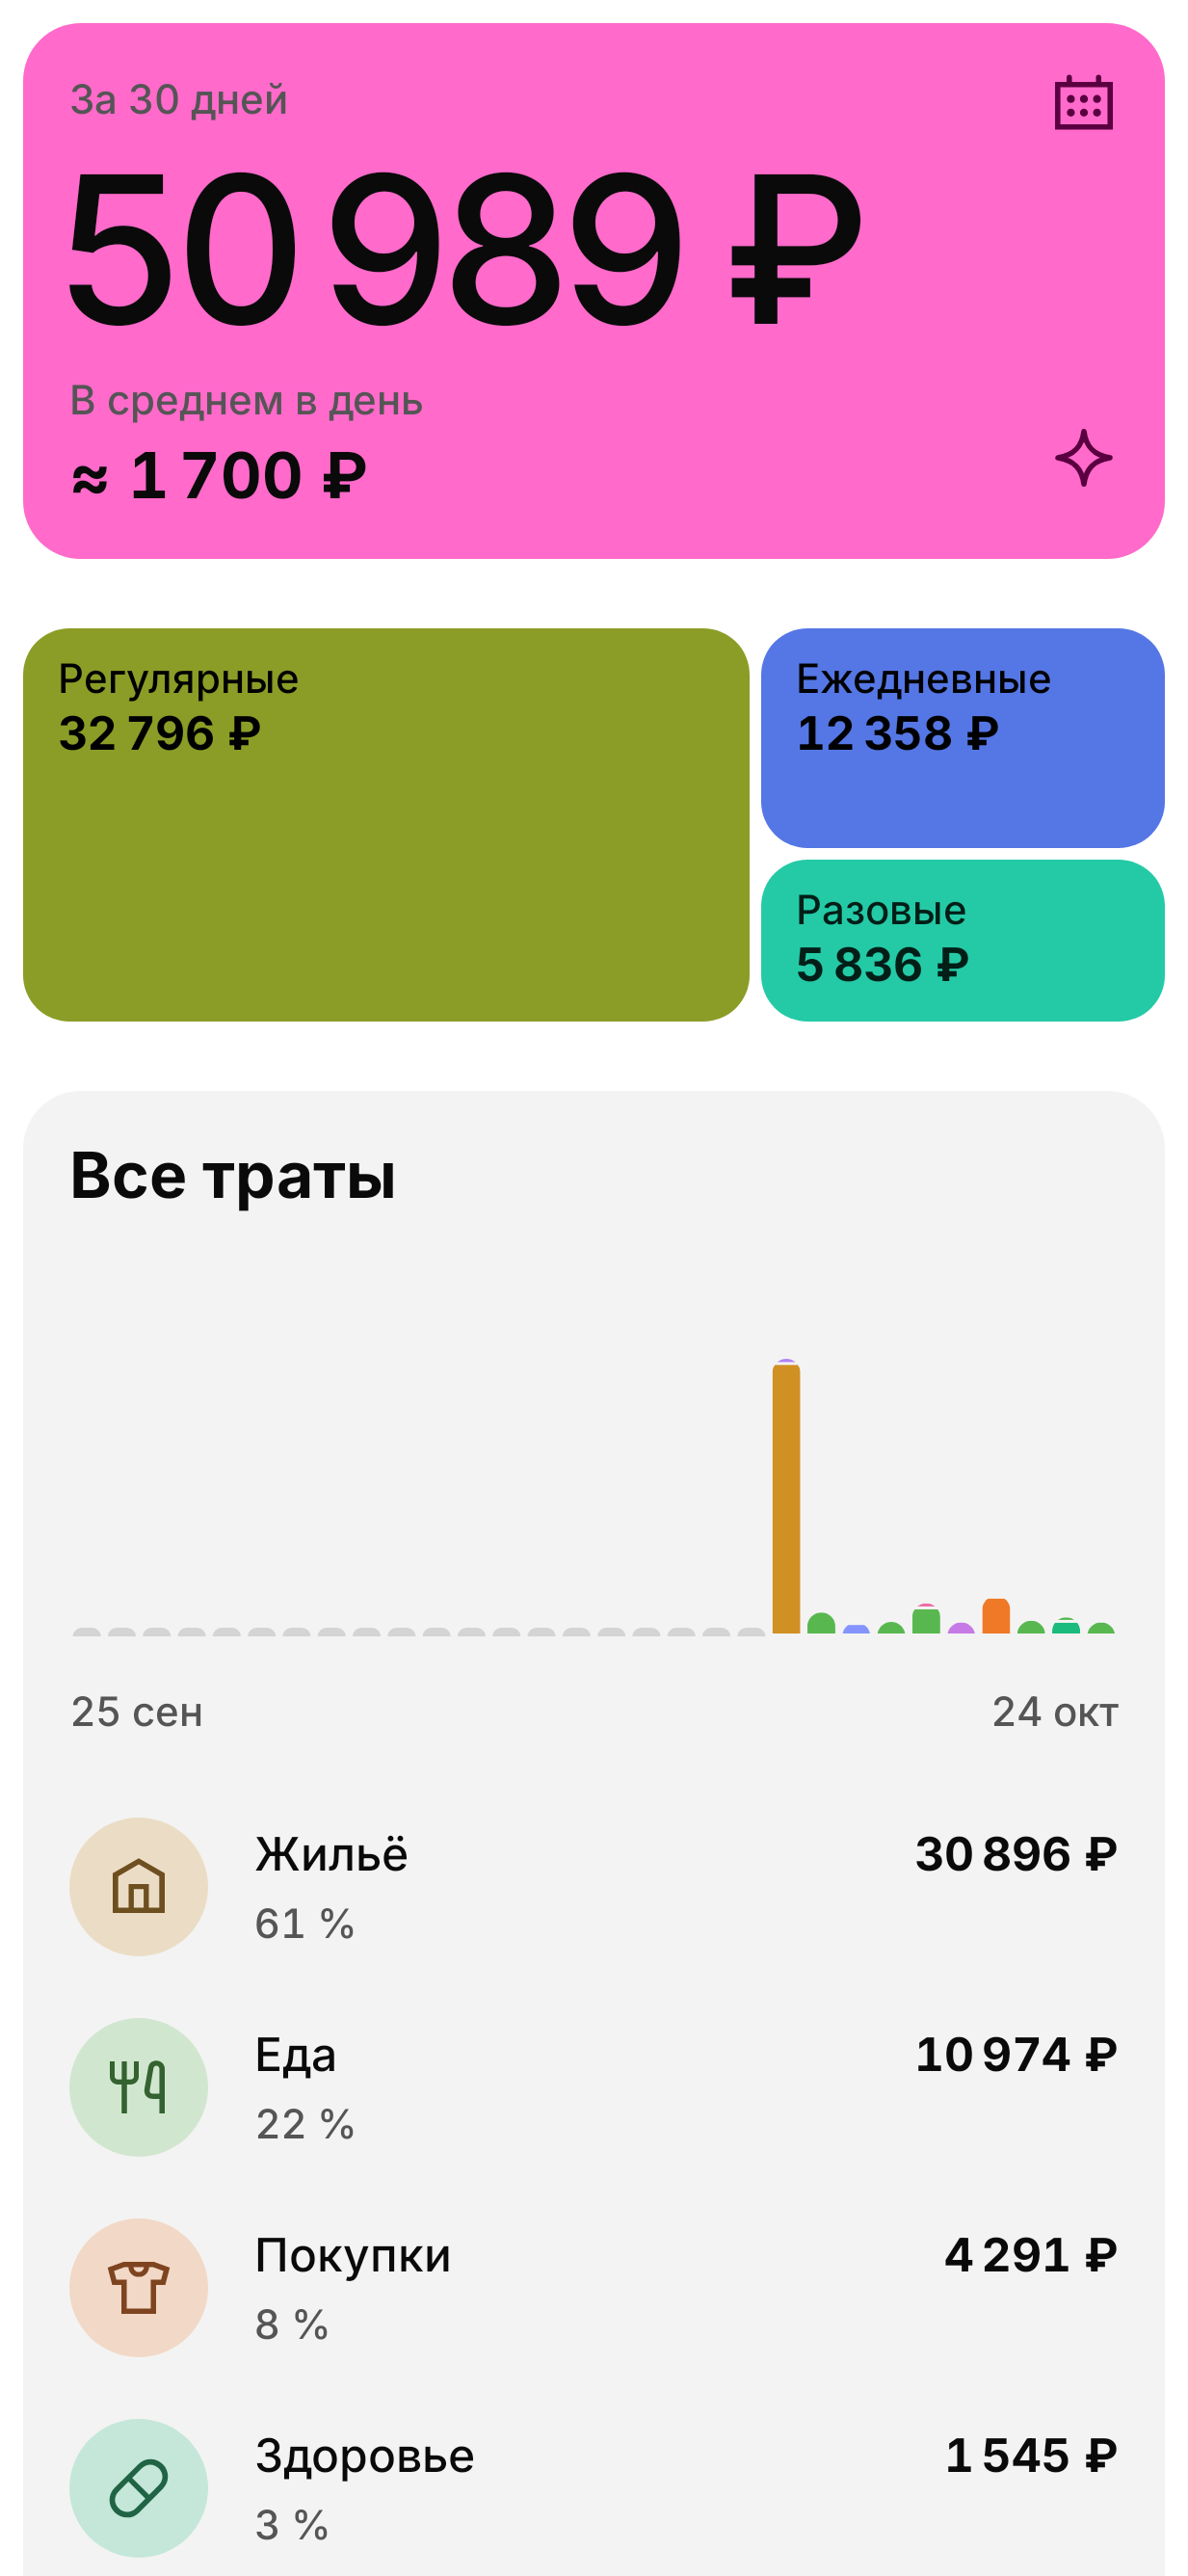 За 30 дней
50 989 ₽
В среднем в день
≈ 1 700 ₽
Регулярные
32 796 ₽
Ежедневные
12 358 ₽
Разовые
5 836 ₽
Все траты
25 сен
24 окт
Жильё
30 896 ₽
61 %
Еда
10 974 ₽
22 %
Покупки
4 291 ₽
8 %
Здоровье
1 545 ₽
3 %